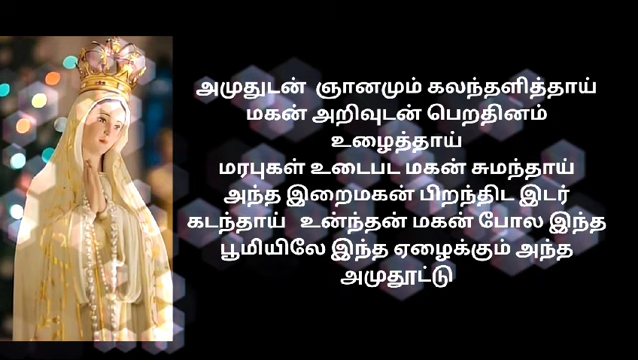 அமுதுடன் ஞானமும் கலந்தளித்தாய்
மகன் அறிவுடன் பெறதினம்
உழைத்தாய்
மரபுகள் உடைபட மகன் சுமந்தாய்
அந்த இறைமகன் பிறந்திட இடர்
கடந்தாய் உன்ந்தன் மகன் போல இந்த
பூமியிலே இந்த ஏழைக்கும் அந்த
அமுதூட்டு